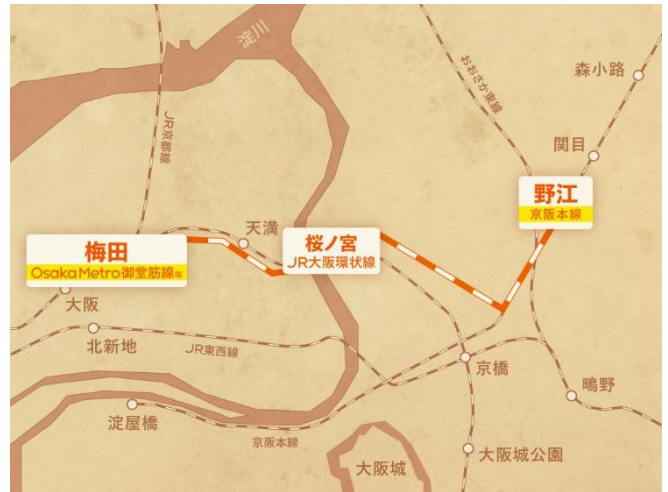 淀川
森小路
おおさか東線
JR京都線
関目
野江
京阪本線
天満
桜ノ宮
JR大阪環状線
梅田
Osaka Metro御堂筋線等
大阪
北新地
JR東西線
京橋
鴫野
淀屋橋
京阪本線
大阪城
大阪城公園